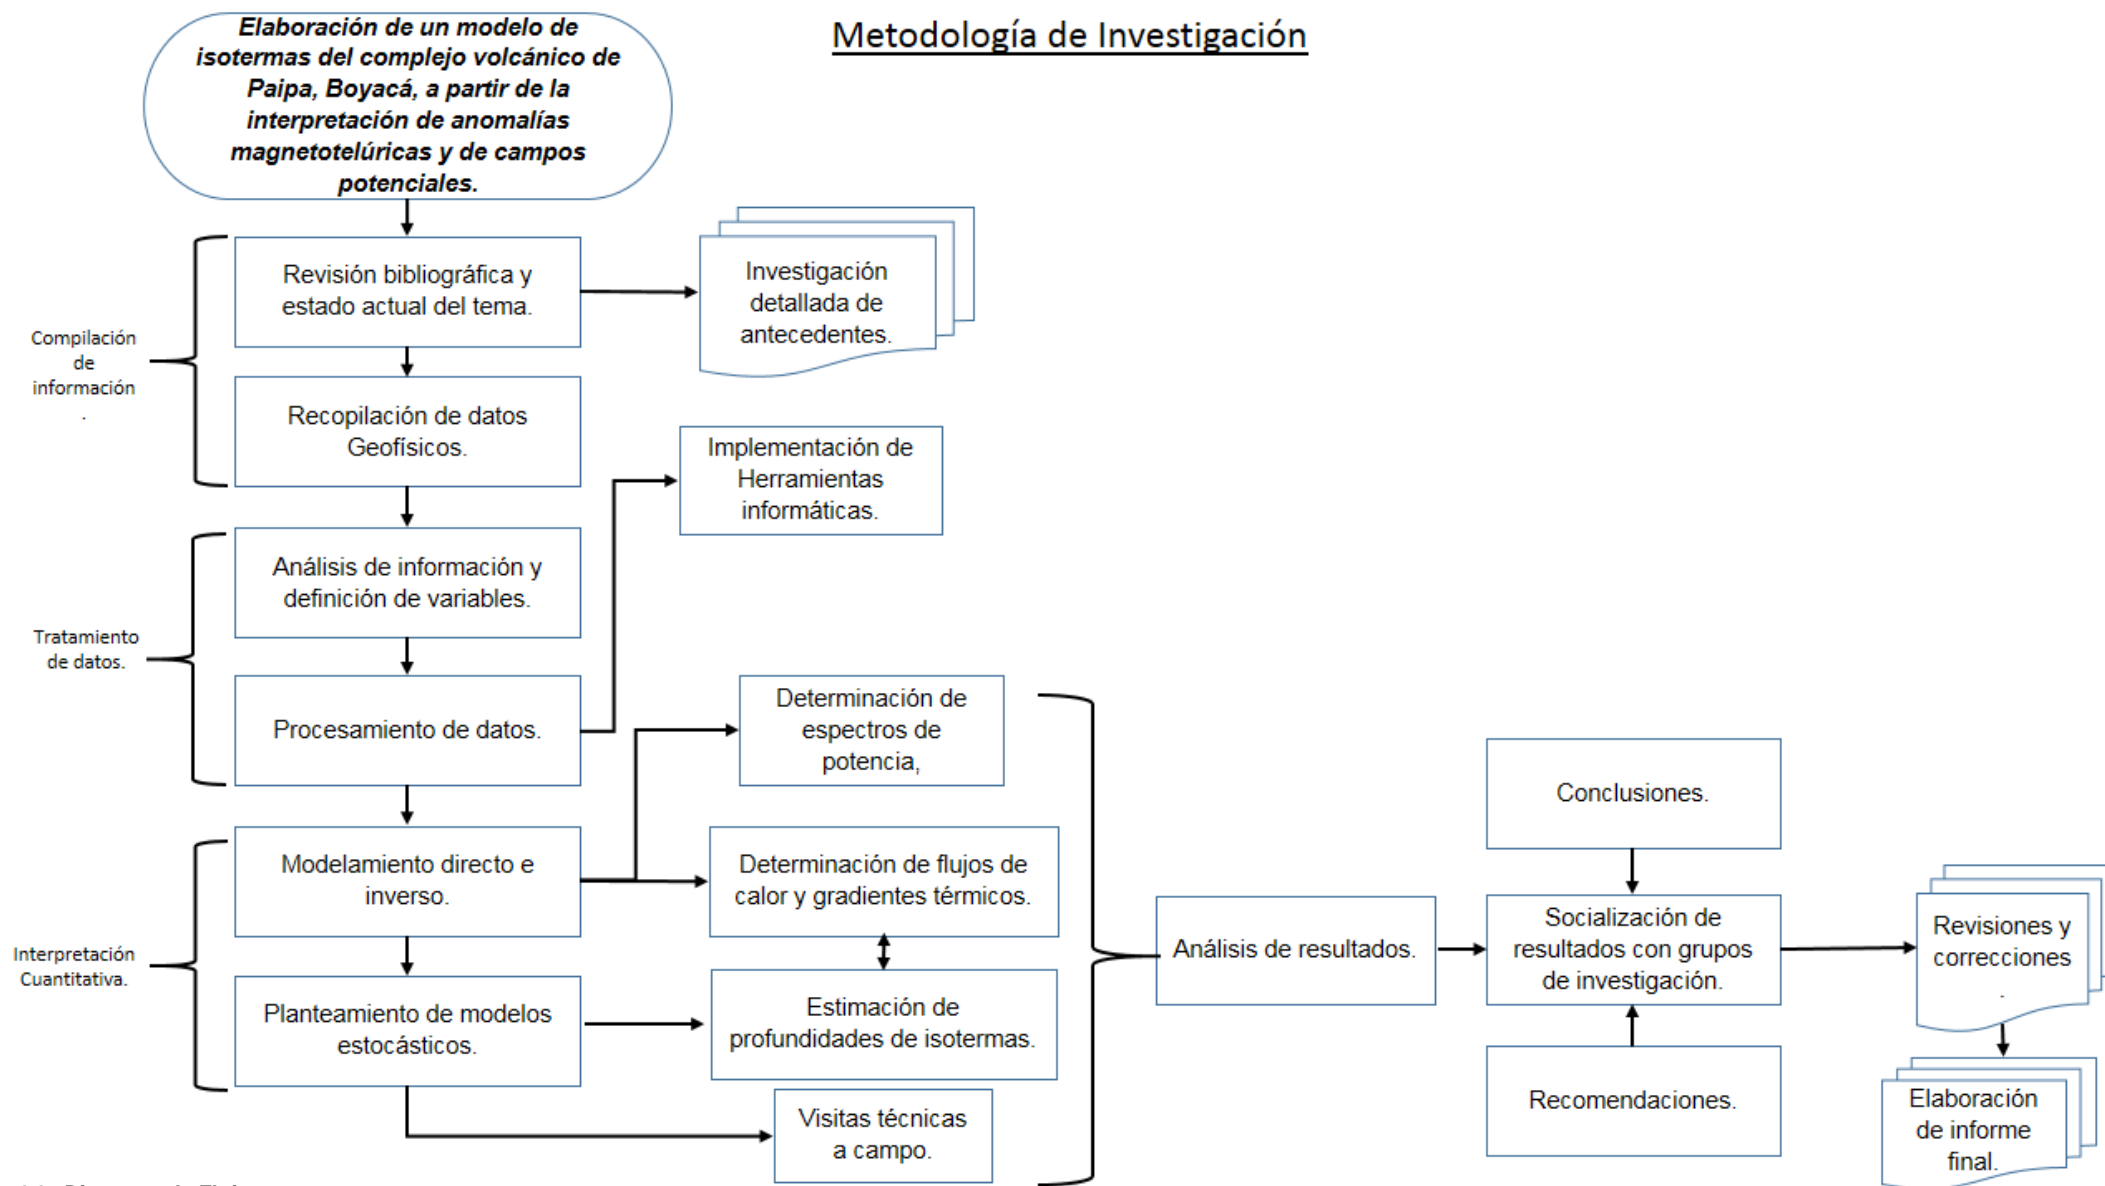 Metodología de Investigación
Elaboración de un modelo de
isotermas del complejo volcánico de
Paipa, Boyacá, a partir de la
interpretación de anomalías
magnetotelúricas y de campos
potenciales.
Compilación
de
información
.
Revisión bibliográfica y
estado actual del tema.
Investigación
detallada de
antecedentes.
Recopilación de datos
Geofísicos.
Implementación de
Herramientas
informáticas.
Tratamiento
de datos.
Análisis de información y
definición de variables.
Procesamiento de datos.
Determinación de
espectros de
potencia,
Interpretación
Cuantitativa.
Modelamiento directo e
inverso.
Determinación de flujos de
calor y gradientes térmicos.
Planteamiento de modelos
estocásticos.
Estimación de
profundidades de isotermas.
Visitas técnicas
a campo.
Análisis de resultados.
Conclusiones.
Socialización de
resultados con grupos
de investigación.
Recomendaciones.
Revisiones y
correcciones
.
Elaboración
de informe
final.